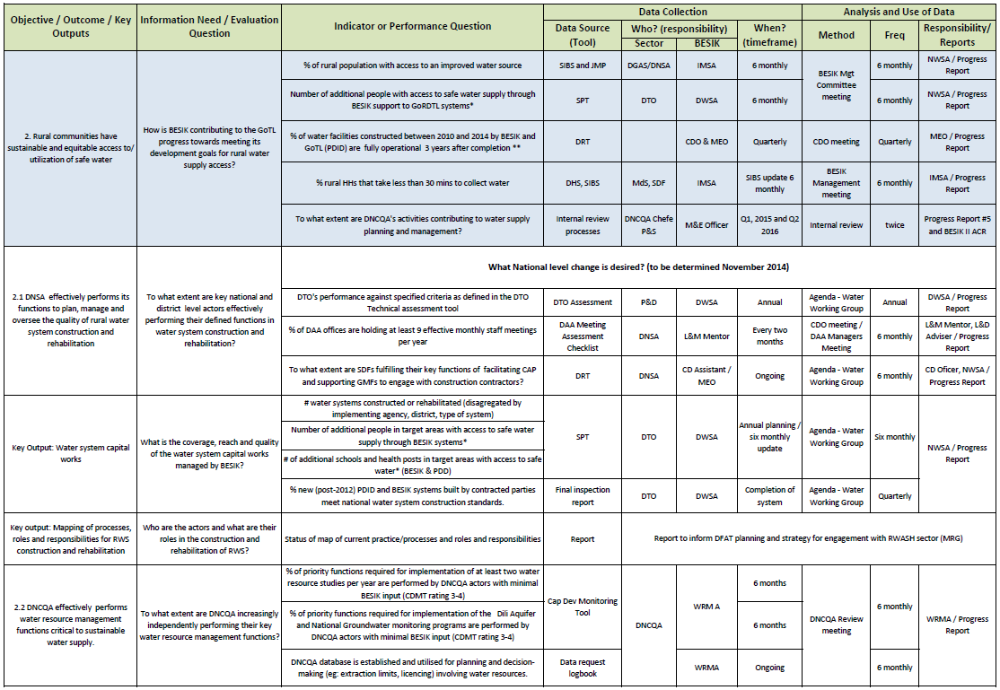 Objective / Outcome / Key
Outputs
Information Need / Evaluation
Question
Indicator or Performance Question
Data Collection
Analysis and Use of Data
Data Source
(Tool)
Who? (responsibility)
When?
(timeframe)
Method
Freq
Responsibility/
Reports
Sector
BESIK
2. Rural communities have
sustainable and equitable access to/
utilization of safe water
How is BESIK contributing to the GoTL
progress towards meeting its
development goals for rural water
supply access?
% of rural population with access to an improved water source
SIBS and JMP
DGAS/DNSA
IMSA
6 monthly
BESIK Mgt
Committee
meeting
6 monthly
NWSA / Progress
Report
Number of additional people with access to safe water supply through
BESIK support to GoRDTL systems*
SPT
DTO
DWSA
6 monthly
6 monthly
NWSA / Progress
Report
% of water facilities constructed between 2010 and 2014 by BESIK and
GoTL (PDID) are fully operational 3 years after completion **
DRT
CDO & MEO
Quarterly
CDO meeting
Quarterly
MEO / Progress
Report
% rural HHs that take less than 30 mins to collect water
DHS, SIBS
MdS, SDF
IMSA
SIBS update 6
monthly
BESIK
Management
meeting
6 monthly
IMSA / Progress
Report
To what extent are DNCQA's activities contributing to water supply
planning and management?
Internal review
processes
DNCQA Chefe
P&S
M&E Officer
Q1, 2015 and Q2
2016
Internal review
twice
Progress Report #5
and BESIK II ACR
2.1 DNSA effectively performs its
functions to plan, manage and
oversee the quality of rural water
system construction and
rehabilitation
To what extent are key national and
district level actors effectively
performing their defined functions in
water system construction and
rehabilitation?
What National level change is desired? (to be determined November 2014)
DTO's performance against specified criteria as defined in the DTO
Technical assessment tool
DTO Assessment
P&D
DWSA
Annual
Agenda - Water
Working Group
Annual
DWSA / Progress
Report
% of DAA offices are holding at least 9 effective monthly staff meetings
per year
DAA Meeting
Assessment
Checklist
DNSA
L&M Mentor
Every two
months
CDO meeting /
DAA Managers
Meeting
6 monthly
L&M Mentor, L&D
Adviser / Progress
Report
To what extent are SDFs fulfilling their key functions of facilitating CAP
and supporting GMFs to engage with construction contractors?
DRT
DNSA
CD Assistant /
MEO
Ongoing
Agenda - Water
Working Group
6 monthly
CD Oficer, NWSA /
Progress Report
Key Output: Water system capital
works
What is the coverage, reach and quality
of the water system capital works
managed by BESIK?
# water systems constructed or rehabilitated (disagregated by
implementing agency, district, type of system)
Number of additional people in target areas with access to safe water
supply through BESIK systems*
# of additional schools and health posts in target areas with access to safe
water* (BESIK & PDD)
SPT
DTO
DWSA
Annual planning /
six monthly
update
Agenda - Water
Working Group
Six monthly
NWSA / Progress
Report
% new (post-2012) PDID and BESIK systems built by contracted parties
meet national water system construction standards.
Final inspection
report
DTO
DWSA
Completion of
system
Agenda - Water
Working Group
Quarterly
Key output: Mapping of processes,
roles and responsibilities for RWS
construction and rehabilitation
Who are the actors and what are their
roles in the construction and
rehabilitation of RWS?
Status of map of current practice/processes and roles and responsibilities
Report
Report to inform DFAT planning and strategy for engagement with RWASH sector (MRG)
2.2 DNCQA effectively performs
water resource management
functions critical to sustainable
water supply.
To what extent are DNCQA increasingly
independently performing their key
water resource management functions?
% of priority functions required for implementation of at least two water
resource studies per year are performed by DNCQA actors with minimal
BESIK input (CDMT rating 3-4)
% of priority functions required for implementation of the Dili Aquifer
and National Groundwater monitoring programs are performed by
DNCQA actors with minimal BESIK input (CDMT rating 3-4)
Cap Dev Monitoring
Tool
DNCQA
WRM A
6 months
6 months
DNCQA Review
meeting
6 monthly
WRMA / Progress
Report
DNCQA database is established and utilised for planning and decision-
making (eg: extraction limits, licencing) involving water resources.
Data request
logbook
WRMA
Ongoing
6 monthly